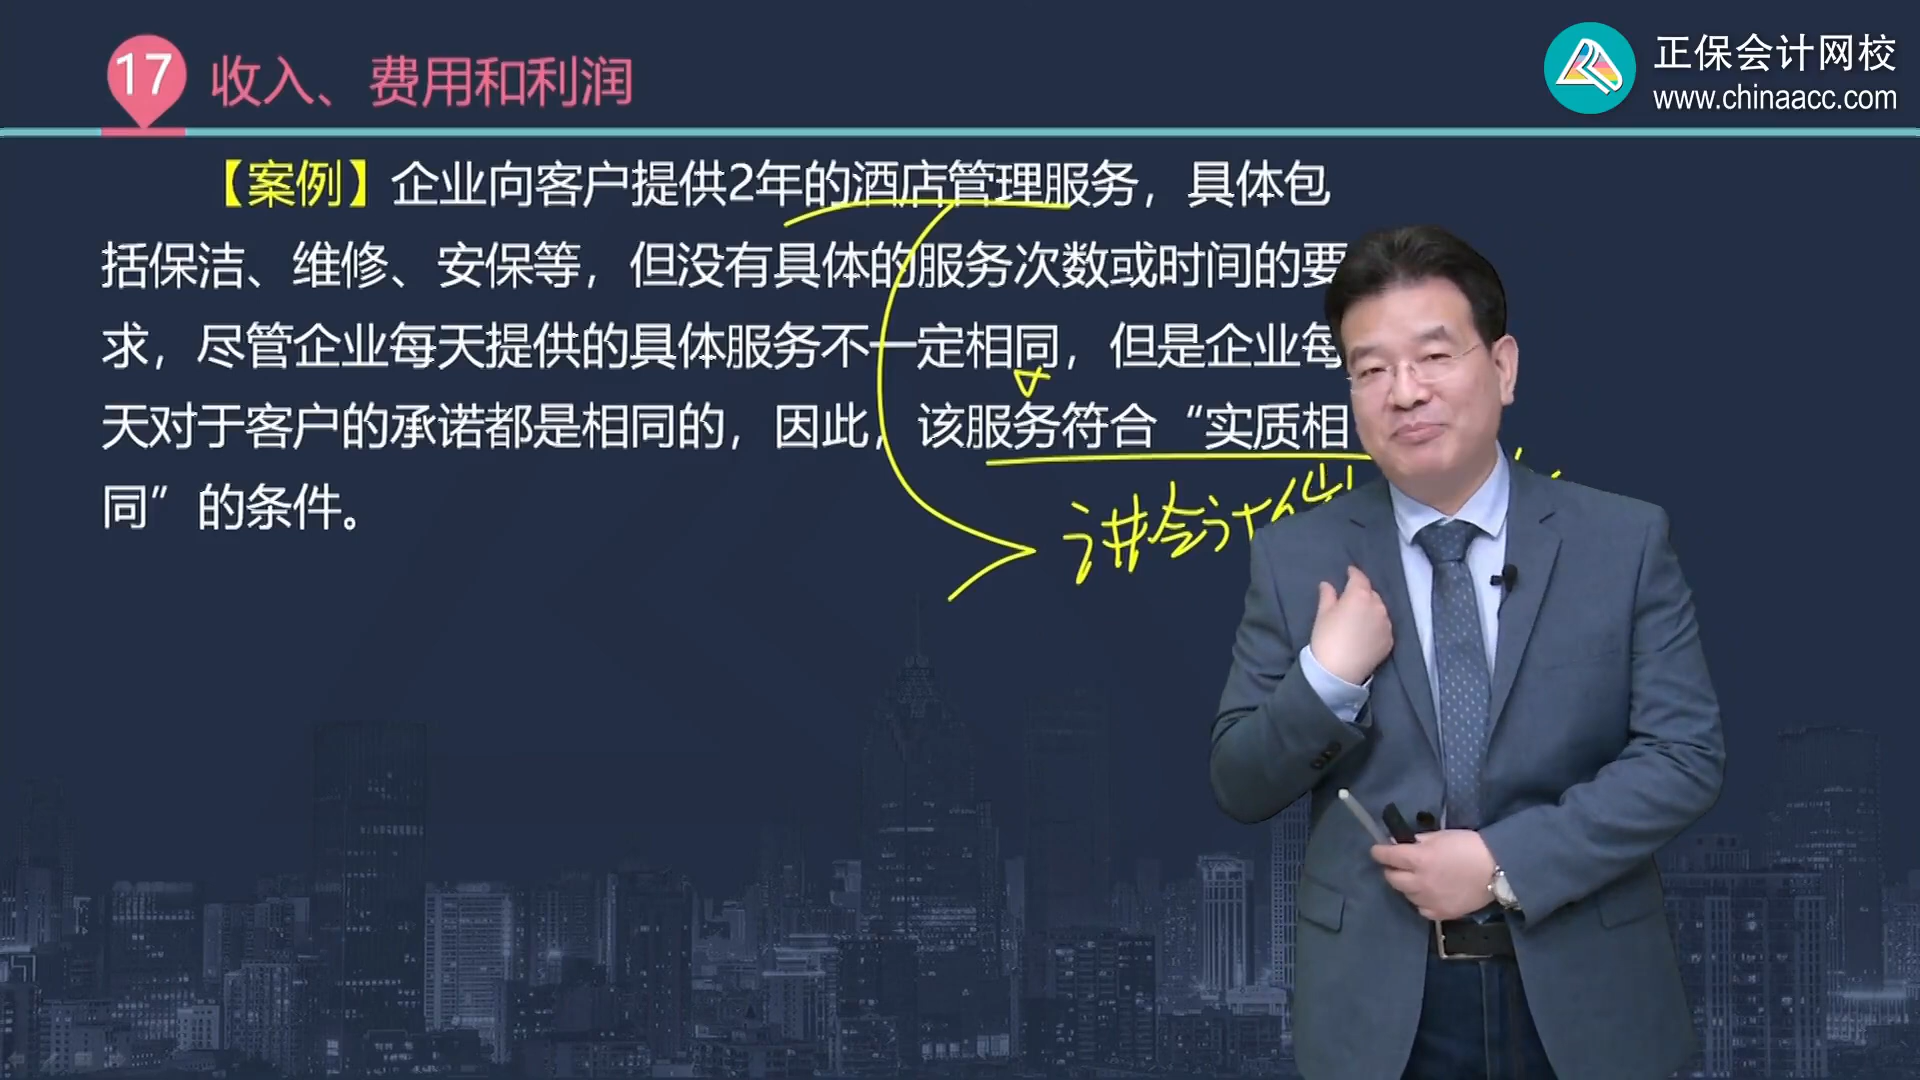 17 收入、费用和利润
正保会计网校
www.chinaacc.com
【案例】企业向客户提供2年的酒店管理服务，具体包
括保洁、维修、安保等，但没有具体的服务次数或时间的要
求，尽管企业每天提供的具体服务不一定相同，但是企业每
天对于客户的承诺都是相同的，因此，该服务符合“实质相
同”的条件。
讲会计